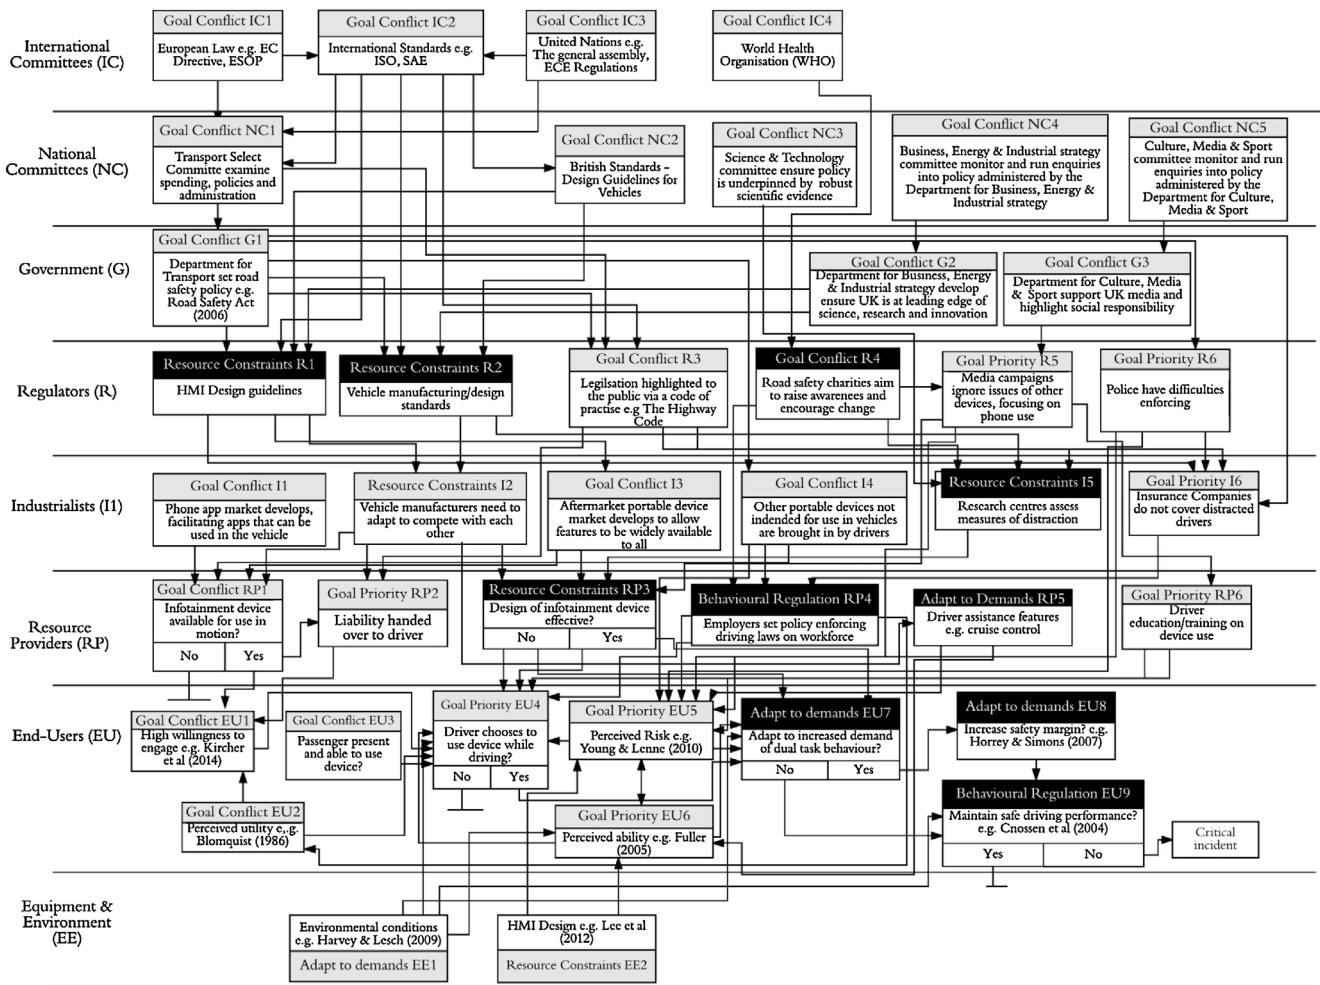 International
Committees (IC)
Goal Conflict IC1
European Law e.g. EC
Directive, ESOP
Goal Conflict IC2
International Standards e.g.
ISO, SAE
Goal Conflict IC3
United Nations e.g.
The general assembly,
ECE Regulations
Goal Conflict IC4
World Health
Organisation (WHO)
National
Committees (NC)
Goal Conflict NC1
Transport Select
Committe examine
spending, policies and
administration
Goal Conflict NC2
British Standards –
Design Guidelines for
Vehicles
Goal Conflict NC3
Science & Technology
committee ensure policy
is underpinned by robust
scientific evidence
Goal Conflict NC4
Business, Energy & Industrial strategy
committee monitor and run enquiries
into policy administered by the
Department for Business, Energy &
Industrial strategy
Goal Conflict NC5
Culture, Media & Sport
committee monitor and run
enquiries into policy
administered by the
Department for Culture,
Media & Sport
Government (G)
Goal Conflict G1
Department for
Transport set road
safety policy e.g.
Road Safety Act
(2006)
Goal Conflict G2
Department for Business, Energy
& Industrial strategy develop
ensure UK is at leading edge of
science, research and innovation
Goal Conflict G3
Department for Culture, Media
& Sport support UK media and
highlight social responsibility
Regulators (R)
Resource Constraints R1
HMI Design guidelines
Resource Constraints R2
Vehicle manufacturing/design
standards
Goal Conflict R3
Legilsation highlighted to
the public via a code of
practise e.g The Highway
Code
Goal Conflict R4
Road safety charities aim
to raise awarenees and
encourage change
Goal Priority R5
Media campaigns
ignore issues of other
devices, focusing on
phone use
Goal Priority R6
Police have difficulties
enforcing
Industrialists (I1)
Goal Conflict I1
Phone app market develops,
facilitating apps that can be
used in the vehicle
Resource Constraints I2
Vehicle manufacturers need to
adapt to compete with each
other
Goal Conflict I3
Aftermarket portable device
market develops to allow
features to be widely available
to all
Goal Conflict I4
Other portable devices not
indended for use in vehicles
are brought in by drivers
Resource Constraints I5
Research centres assess
measures of distraction
Goal Priority I6
Insurance Companies
do not cover distracted
drivers
Resource
Providers (RP)
Goal Conflict RP1
Infotainment device
available for use in
motion?
No Yes
Goal Priority RP2
Liability handed
over to driver
Resource Constraints RP3
Design of infotainment device
effective?
No Yes
Behavioural Regulation RP4
Employers set policy enforcing
driving laws on workforce
Adapt to Demands RP5
Driver assistance features
e.g. cruise control
Goal Priority RP6
Driver
education/training on
device use
End-Users (EU)
Goal Conflict EU1
High willingness to
engage e.g. Kircher
et al (2014)
Goal Conflict EU3
Passenger present
and able to use
device?
Goal Priority EU4
Driver chooses to
use device while
driving?
No Yes
Goal Priority EU5
Perceived Risk e.g.
Young & Lennc (2010)
Adapt to demands EU7
Adapt to increased demand
of dual task behaviour?
No Yes
Adapt to demands EU8
Increase safety margin? e.g.
Horrey & Simons (2007)
Goal Conflict EU2
Perceived utility e,.g.
Blomquist (1986)
Goal Priority EU6
Perceived ability e.g. Fuller
(2005)
Behavioural Regulation EU9
Maintain safe driving performance?
e.g. Cnossen et al (2004)
Yes No
Critical
incident
Equipment &
Environment
(EE)
Environmental conditions
e.g. Harvey & Lesch (2009)
Adapt to demands EE1
HMI Design e.g. Lee et al
(2012)
Resource Constraints EE2